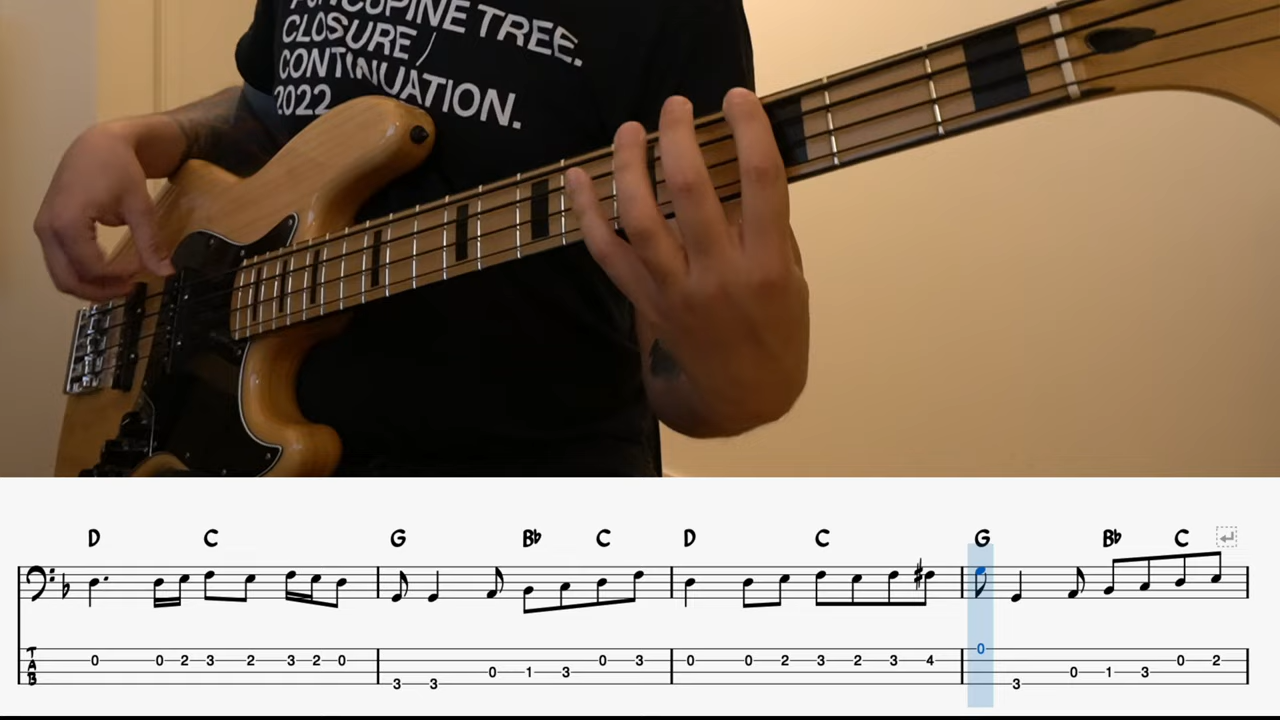 PORCUPINE TREE.
CLOSURE /
CONTINUATION.
2022
D C G B♭ C D C G B♭ C
T 0 0 2 3 2 3 2 0 0 3 0 0 2 3 2 3 4 0 0 2
A 0 1 3 0 1 3
B 3 3 3